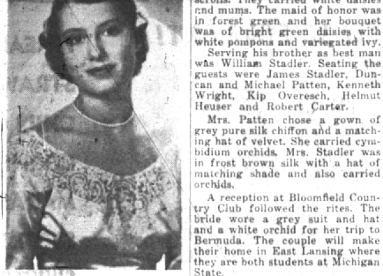 scrolls. They carried white daisies
and mums. The maid of honor was
in forest green and her bouquet
was of bright green daisies with
white pompons and variegated ivy.
Serving his brother as best man
was William Stadler. Seating the
guests were James Stadler, Dun-
can and Michael Patten, Kenneth
Wright, Kip Overesch, Helmut
Heuser and Robert Carter.
Mrs. Patten chose a gown of
grey pure silk chiffon and a match-
ing hat of velvet. She carried cym-
bidium orchids. Mrs. Stadler was
in frost brown silk with a hat of
matching shade and also carried
orchids.
A reception at Bloomfield Coun-
try Club followed the rites. The
bride wore a grey suit and hat
and a white orchid for her trip to
Bermuda. The couple will make
their home in East Lansing where
they are both students at Michigan
State.